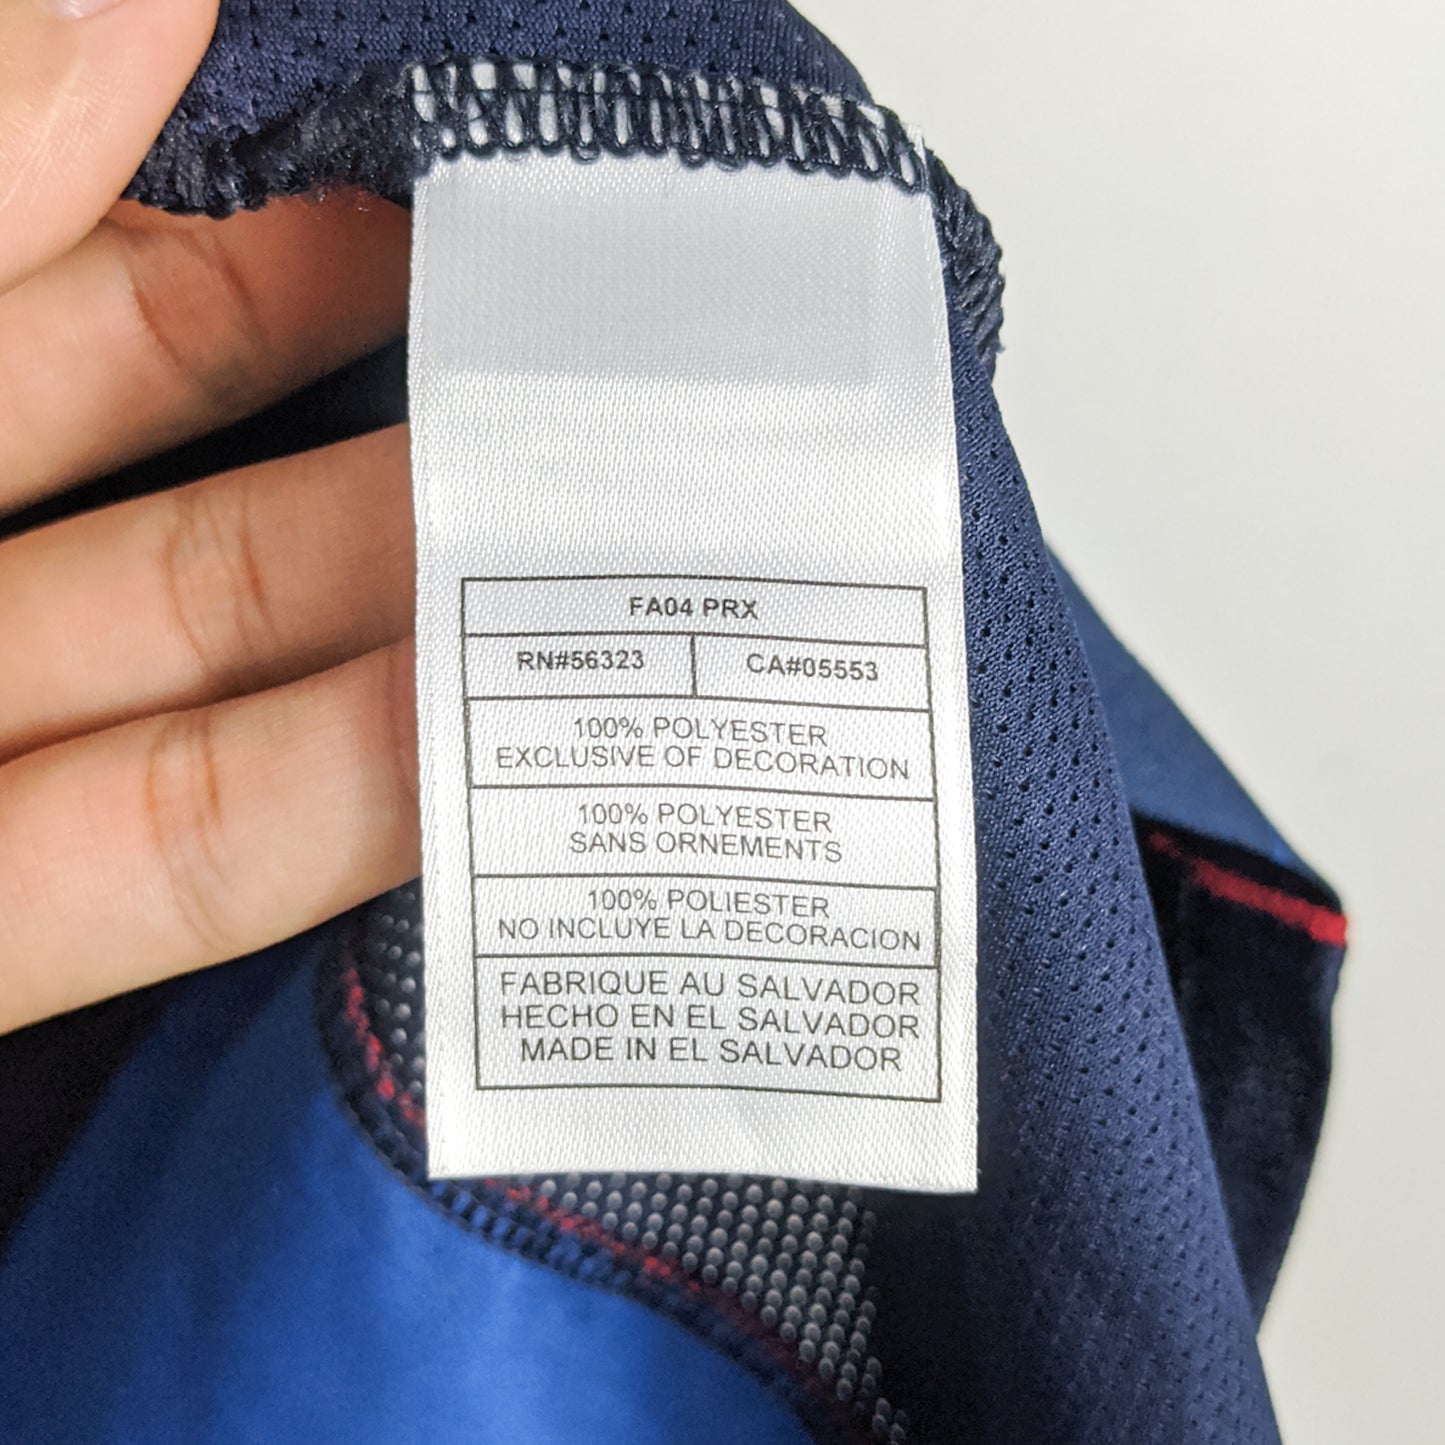 FA04 PRX
RN#56323 CA#05553
100% POLYESTER
EXCLUSIVE OF DECORATION
100% POLYESTER
SANS ORNEMENTS
100% POLIESTER
NO INCLUYE LA DECORACION
FABRIQUE AU SALVADOR
HECHO EN EL SALVADOR
MADE IN EL SALVADOR